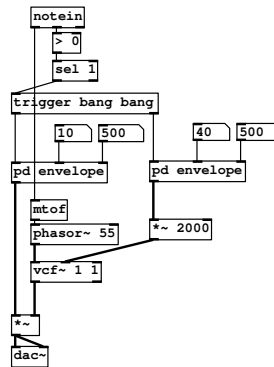 notein
> 0
sel 1
trigger bang bang
10 500
40 500
pd envelope
pd envelope
mtof
phasor~ 55
*~ 2000
vcf~ 1 1
*~
dac~